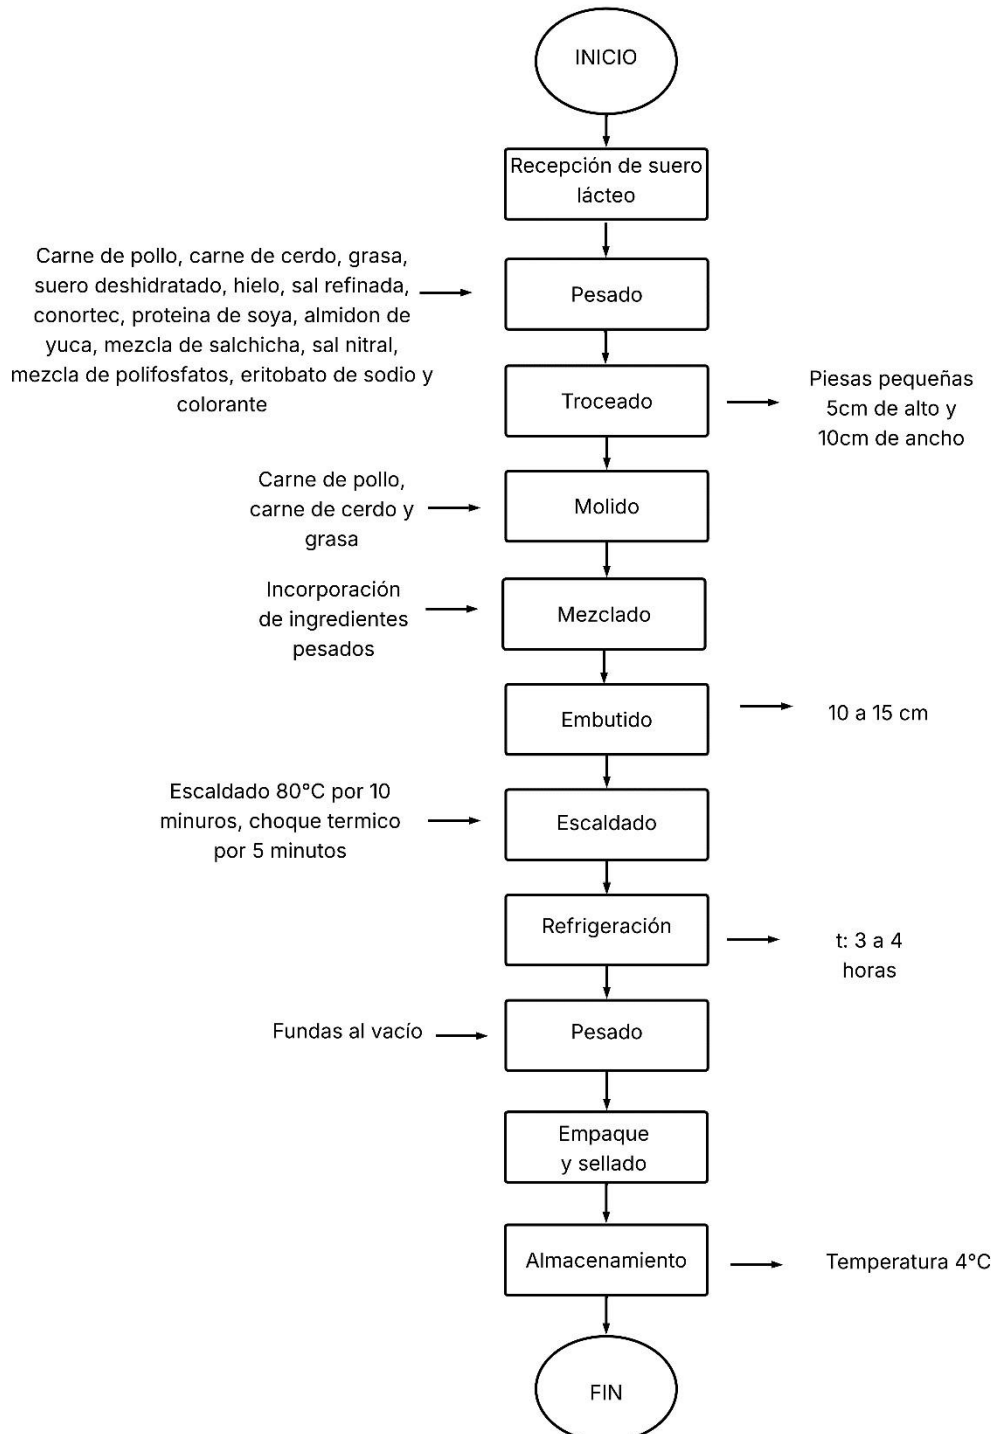 INICIO
Recepción de suero
lácteo
Carne de pollo, carne de cerdo, grasa,
suero deshidratado, hielo, sal refinada,
conortec, proteina de soya, almidon de
yuca, mezcla de salchicha, sal nitral,
mezcla de polifosfatos, eritobato de sodio y
colorante
Pesado
Troceado
Piesas pequeñas
5cm de alto y
10cm de ancho
Carne de pollo,
carne de cerdo y
grasa
Molido
Incorporación
de ingredientes
pesados
Mezclado
Embutido
10 a 15 cm
Escaldado 80°C por 10
minuros, choque termico
por 5 minutos
Escaldado
Refrigeración
t: 3 a 4
horas
Fundas al vacío
Pesado
Empaque
y sellado
Almacenamiento
Temperatura 4°C
FIN